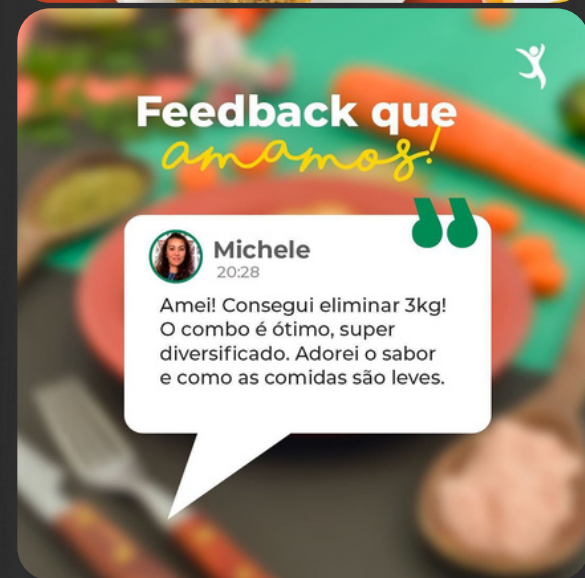 Feedback que
amamos!
Michele
20:28
Amei! Consegui eliminar 3kg!
O combo é ótimo, super
diversificado. Adorei o sabor
e como as comidas são leves.